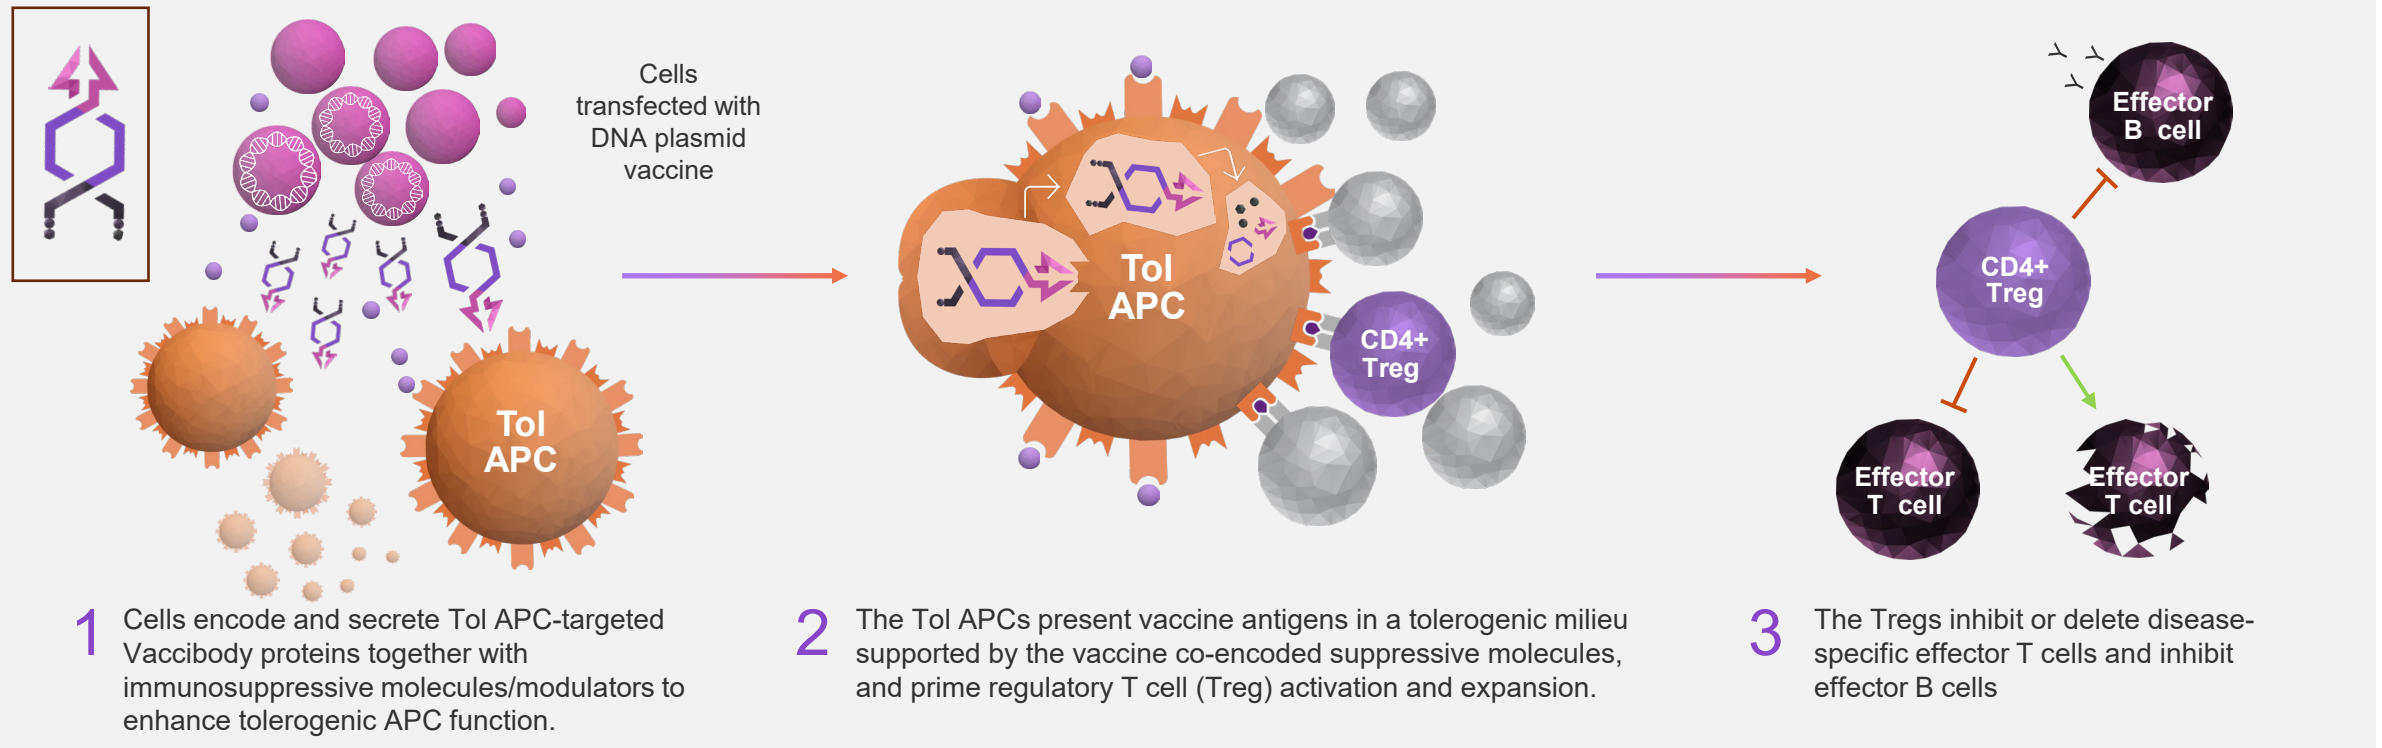 Cells
transfected with
DNA plasmid
vaccine
Tol
APC
1
Cells encode and secrete Tol APC-targeted
Vaccibody proteins together with
immunosuppressive molecules/modulators to
enhance tolerogenic APC function.
Tol
APC
CD4+
Treg
2
The Tol APCs present vaccine antigens in a tolerogenic milieu
supported by the vaccine co-encoded suppressive molecules,
and prime regulatory T cell (Treg) activation and expansion.
Effector
B cell
CD4+
Treg
Effector
T cell
Effector
T cell
3
The Tregs inhibit or delete disease-
specific effector T cells and inhibit
effector B cells